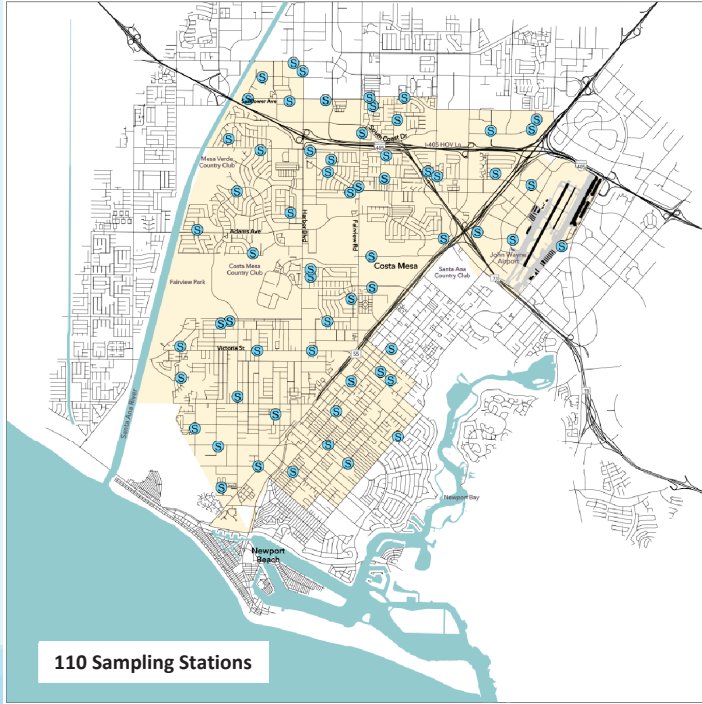 Sunflower Ave
South Coast Dr
I-405 HOV Ln
405
405
Mesa Verde
Country Club
Harbor Blvd
Fairview Rd
Adams Ave
John Wayne
Airport
Costa Mesa
Costa Mesa
Country Club
Santa Ana
Country Club
73
Fairview Park
Victoria St
55
Santa Ana River
Newport Bay
Newport
Beach
110 Sampling Stations